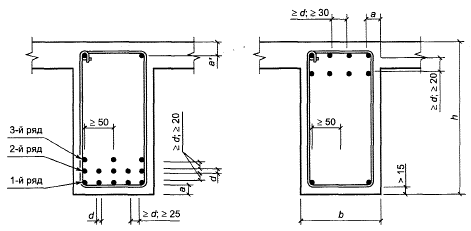 ≥ d; ≥ 30
a
a'
≥ 50
≥ d; ≥ 20
3-й ряд
2-й ряд
1-й ряд
d
a
d
≥ d; ≥ 25
≥ d; ≥ 20
h
≥ 50
> 15
b